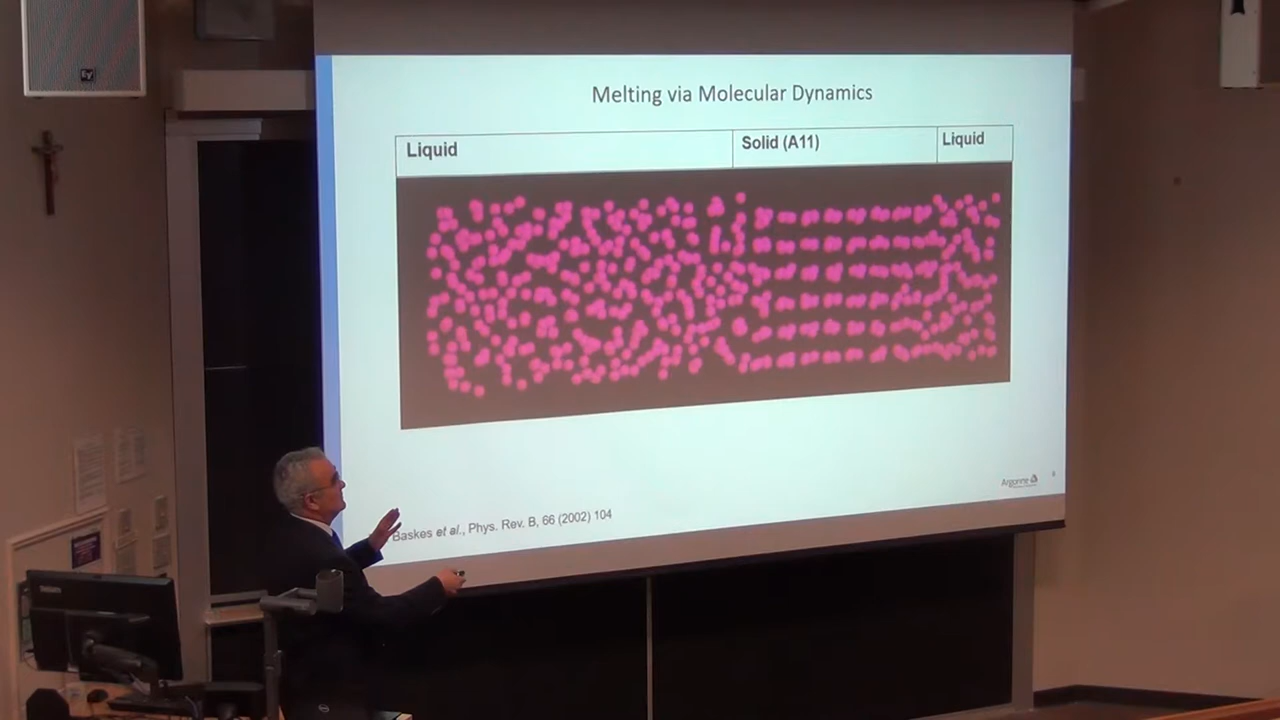 Melting via Molecular Dynamics
Liquid
Solid (A11)
Liquid
Argonne
Baskes et al., Phys. Rev. B, 66 (2002) 104